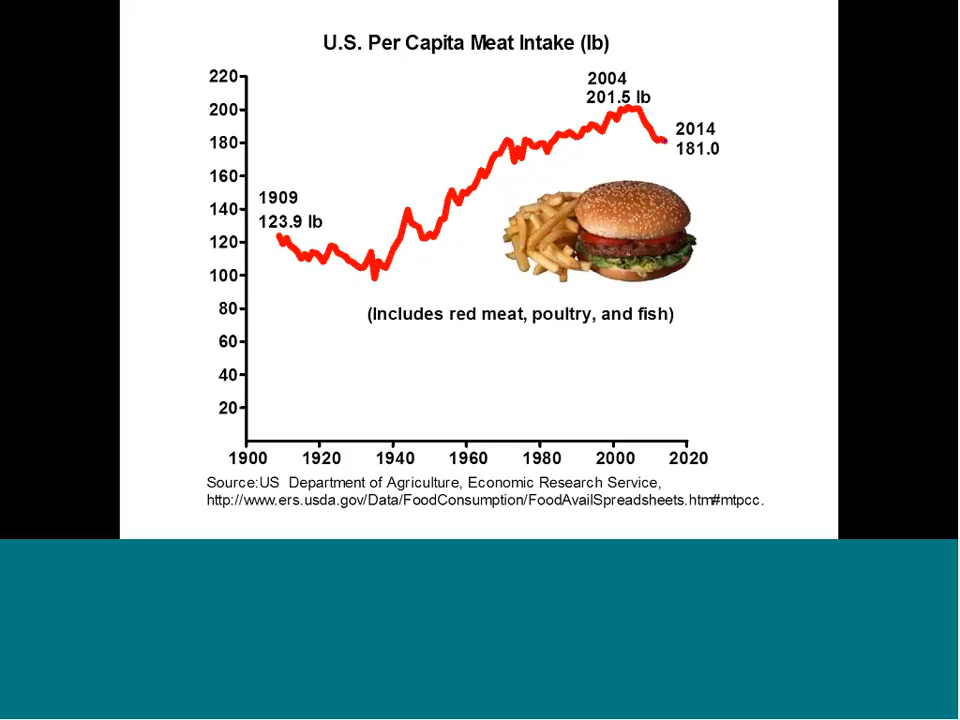 U.S. Per Capita Meat Intake (lb)
220
200
180
160
140
120
100
80
60
40
20
2004
201.5 lb
2014
181.0
1909
123.9 lb
(Includes red meat, poultry, and fish)
1900 1920 1940 1960 1980 2000 2020
Source:US Department of Agriculture, Economic Research Service,
http://www.ers.usda.gov/Data/FoodConsumption/FoodAvailSpreadsheets.htm#mtpcc.